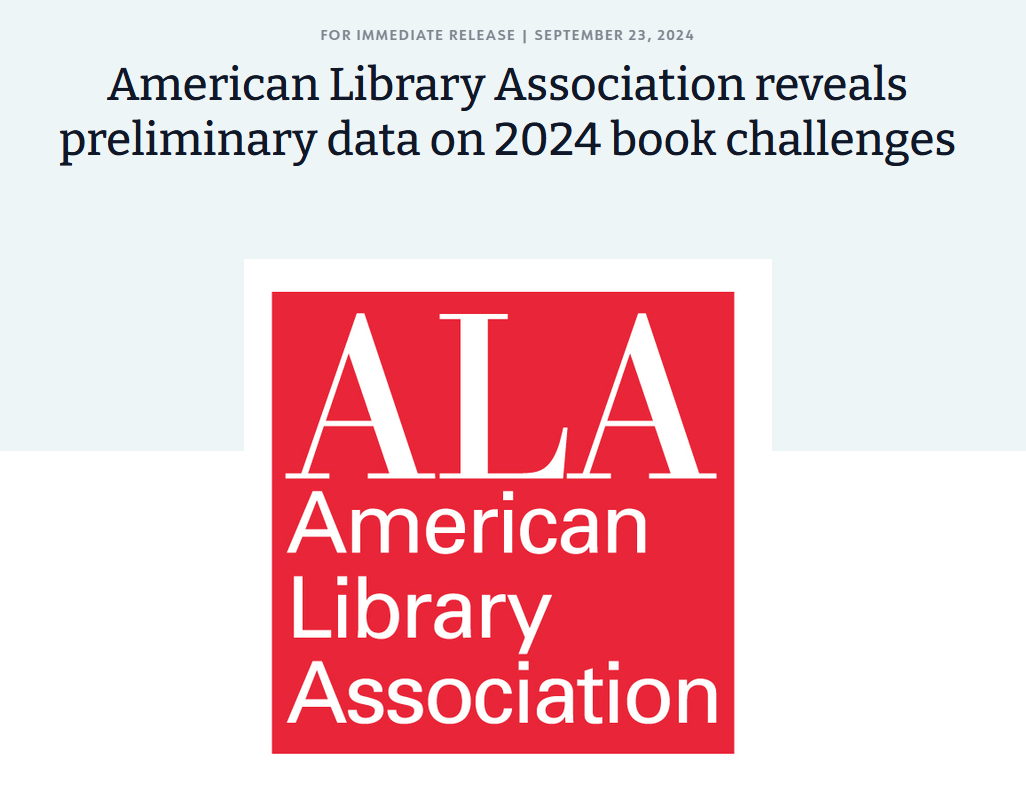 FOR IMMEDIATE RELEASE | SEPTEMBER 23, 2024
American Library Association reveals
preliminary data on 2024 book challenges
ALA
American
Library
Association